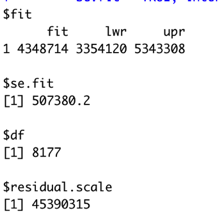 $fit
fit lwr upr
1 4348714 3354120 5343308
$se.fit
[1] 507380.2
$df
[1] 8177
$residual.scale
[1] 45390315